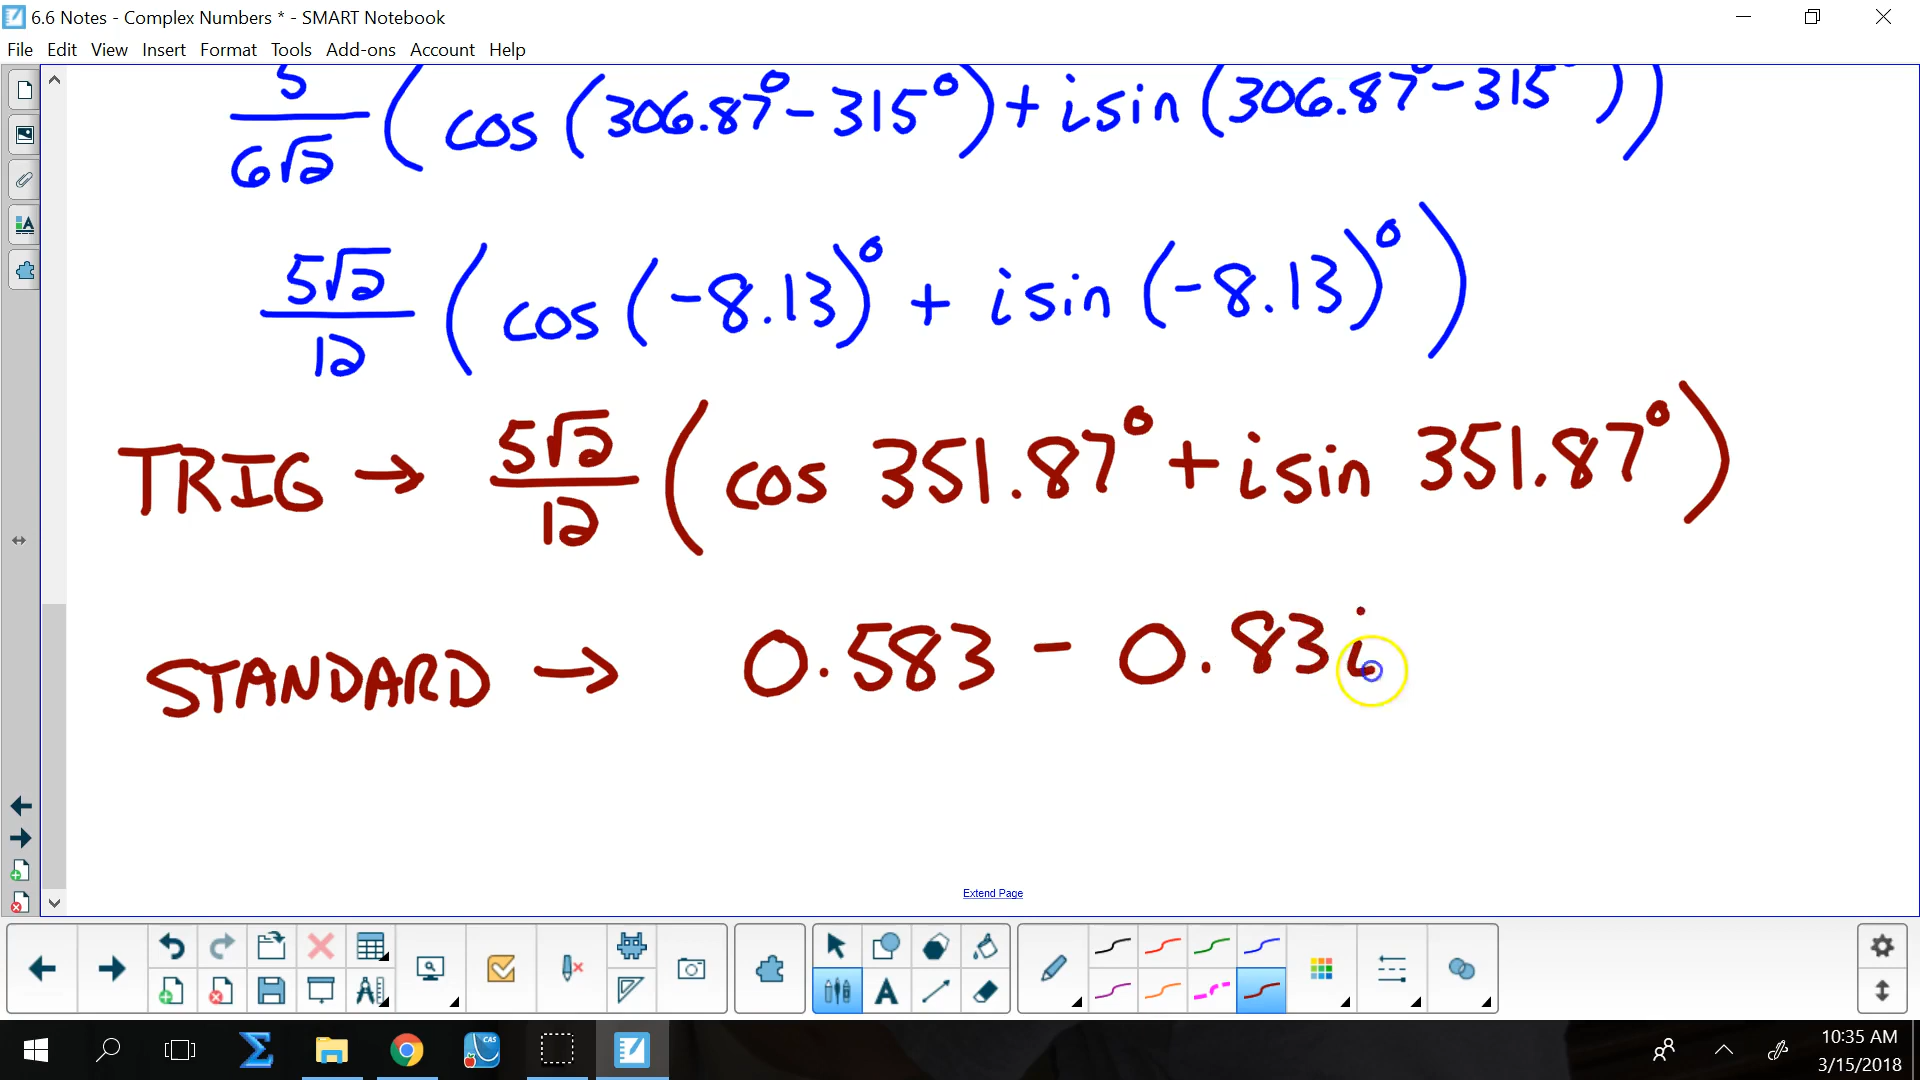 6.6 Notes - Complex Numbers * - SMART Notebook
File Edit View Insert Format Tools Add-ons Account Help
5/6√2 (cos (306.87° - 315°) + i sin (306.87° - 315°))
5√2/12 (cos (-8.13)° + i sin (-8.13)°)
TRIG → 5√2/12 (cos 351.87° + i sin 351.87°)
STANDARD → 0.583 - 0.83i
Extend Page
A
CAS
10:35 AM
3/15/2018